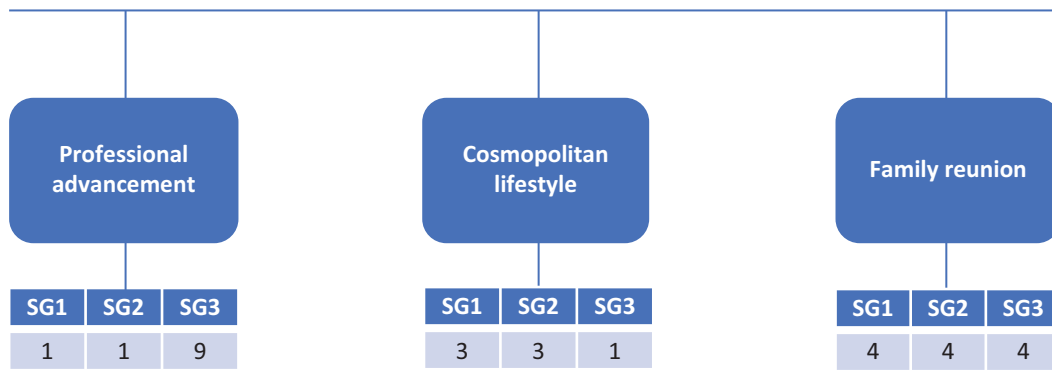 Professional
advancement
Cosmopolitan
lifestyle
Family reunion
SG1 SG2 SG3
1 1 9
SG1 SG2 SG3
3 3 1
SG1 SG2 SG3
4 4 4